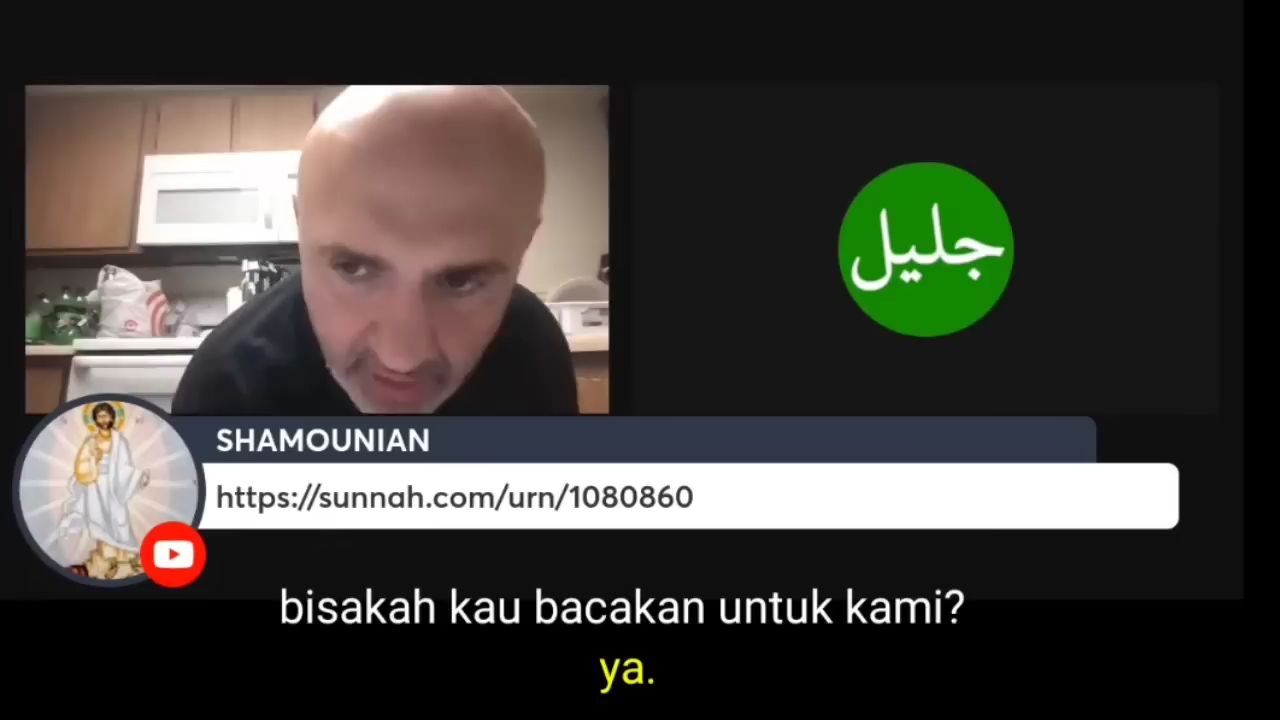 جليل
SHAMOUNIAN
https://sunnah.com/urn/1080860
bisakah kau bacakan untuk kami?
ya.